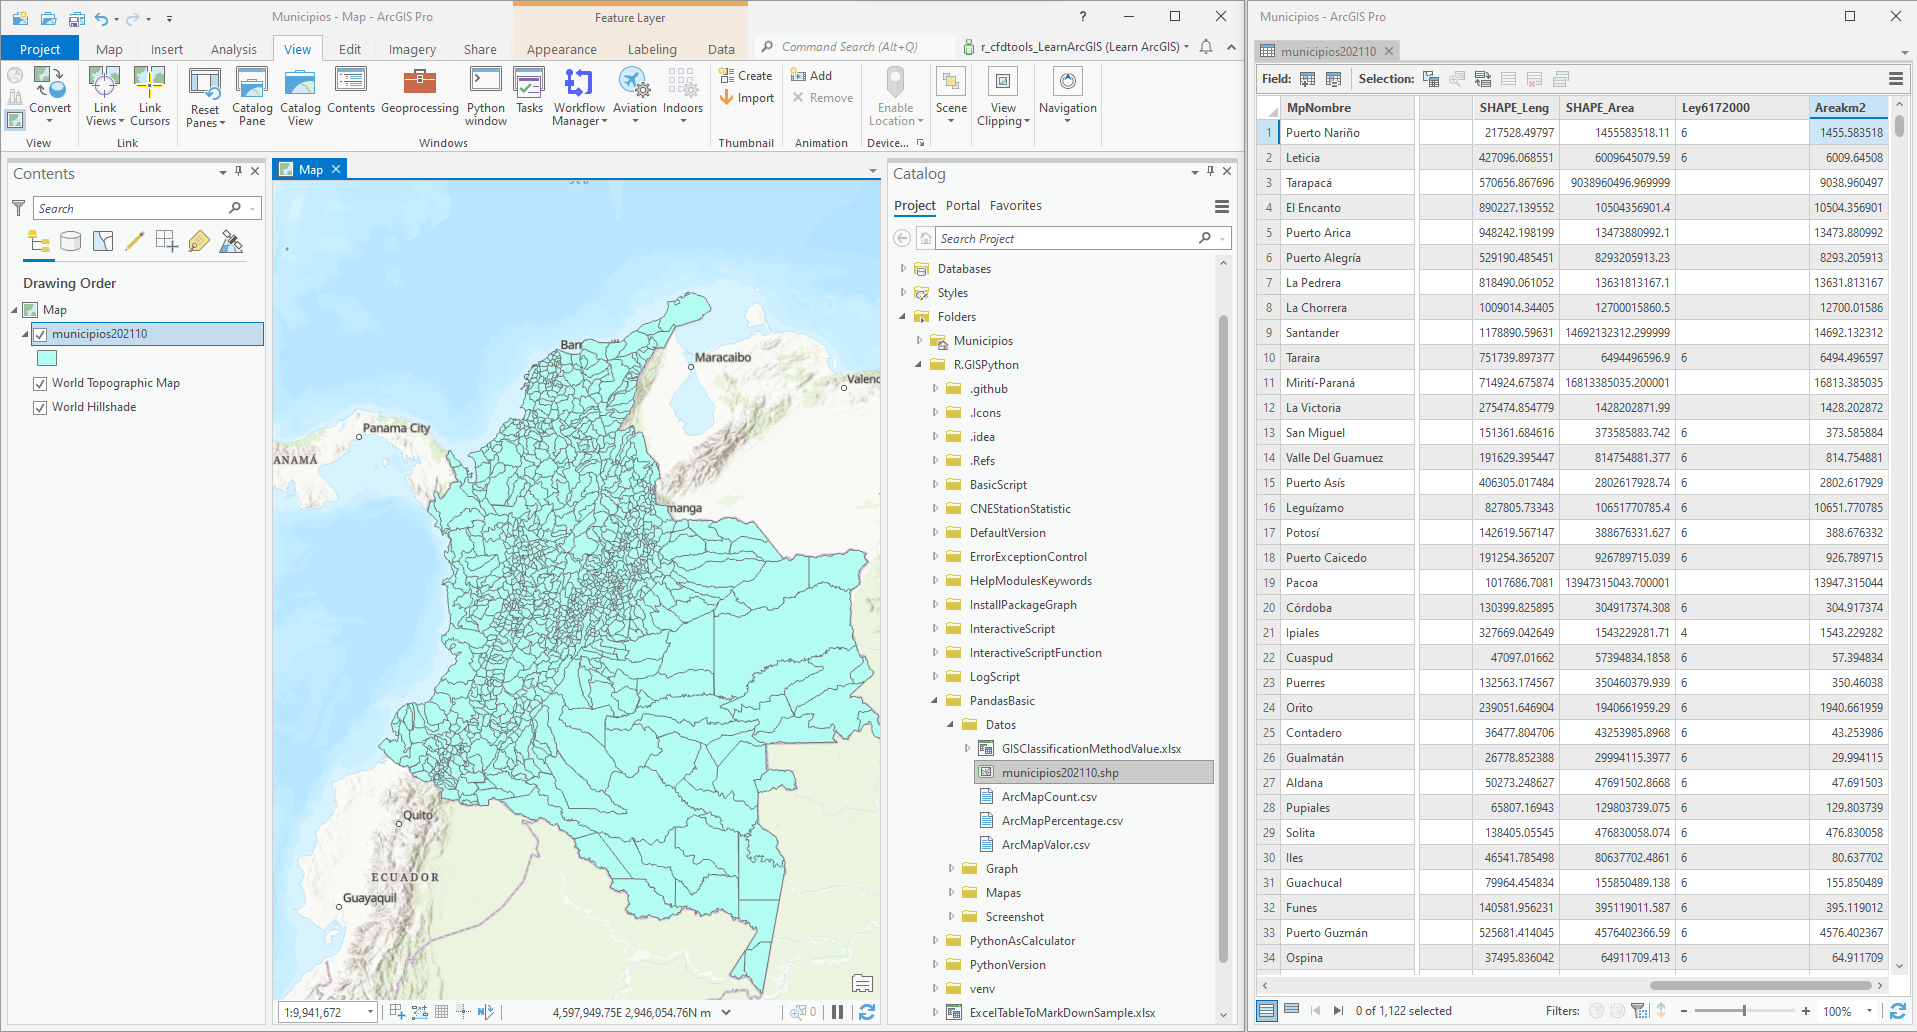 Municipios - Map - ArcGIS Pro
Feature Layer
?
Project
Map
Insert
Analysis
View
Edit
Imagery
Share
Appearance
Labeling
Data
Command Search (Alt+Q)
r_cfdtools_LearnArcGIS (Learn ArcGIS)
Convert
Link Views
Link Cursors
Reset Panes
Catalog Pane
Catalog View
Contents
Geoprocessing
Python window
Tasks
Workflow Manager
Aviation
Indoors
Create
Import
Add
Remove
Enable Location
Scene
View Clipping
Navigation
View
Link
Windows
Thumbnail
Animation
Device...
Contents
Search
Drawing Order
Map
municipios202110
World Topographic Map
World Hillshade
Map
Barr
Maracaibo
Valenc
Panama City
ANAMÁ
manga
Quito
ECUADOR
Guayaquil
1:9,941,672
4,597,949.75E 2,946,054.76N m
0
Catalog
Project
Portal
Favorites
Search Project
Databases
Styles
Folders
Municipios
R.GISPython
.github
.Icons
.idea
.Refs
BasicScript
CNEStationStatistic
DefaultVersion
ErrorExceptionControl
HelpModulesKeywords
InstallPackageGraph
InteractiveScript
InteractiveScriptFunction
LogScript
PandasBasic
Datos
GISClassificationMethodValue.xlsx
municipios202110.shp
ArcMapCount.csv
ArcMapPercentage.csv
ArcMapValor.csv
Graph
Mapas
Screenshot
PythonAsCalculator
PythonVersion
venv
ExcelTableToMarkDownSample.xlsx
Municipios - ArcGIS Pro
municipios202110
Field:
Selection:
MpNombre SHAPE_Leng SHAPE_Area Ley6172000 Areakm2
1 Puerto Nariño 217528.49797 1455583518.11 6 1455.583518
2 Leticia 427096.068551 6009645079.59 6 6009.64508
3 Tarapacá 570656.867696 9038960496.969999 9038.960497
4 El Encanto 890227.139552 10504356901.4 10504.356901
5 Puerto Arica 948242.198199 13473880992.1 13473.880992
6 Puerto Alegría 529190.485451 8293205913.23 8293.205913
7 La Pedrera 818490.061052 13631813167.1 13631.813167
8 La Chorrera 1009014.34405 12700015860.5 12700.01586
9 Santander 1178890.59631 14692132312.299999 14692.132312
10 Taraira 751739.897377 6494496596.9 6 6494.496597
11 Mirití-Paraná 714924.675874 16813385035.200001 16813.385035
12 La Victoria 275474.854779 1428202871.99 1428.202872
13 San Miguel 151361.684616 373585883.742 6 373.585884
14 Valle Del Guamuez 191629.395447 814754881.377 6 814.754881
15 Puerto Asís 406305.017484 2802617928.74 6 2802.617929
16 Leguízamo 827805.73343 10651770785.4 6 10651.770785
17 Potosí 142619.567147 388676331.627 6 388.676332
18 Puerto Caicedo 191254.365207 926789715.039 6 926.789715
19 Pacoa 1017686.7081 13947315043.700001 13947.315044
20 Córdoba 130399.825895 304917374.308 6 304.917374
21 Ipiales 327669.042649 1543229281.71 4 1543.229282
22 Cuaspud 47097.01662 57394834.1858 6 57.394834
23 Puerres 132563.174567 350460379.939 6 350.46038
24 Orito 239051.646904 1940661959.29 6 1940.661959
25 Contadero 36477.804706 43253985.8968 6 43.253986
26 Gualmatán 26778.852388 29994115.3977 6 29.994115
27 Aldana 50273.248627 47691502.8668 6 47.691503
28 Pupiales 65807.16943 129803739.075 6 129.803739
29 Solita 138405.05545 476830058.074 6 476.830058
30 Iles 46541.785498 80637702.4861 6 80.637702
31 Guachucal 79964.454834 155850489.138 6 155.850489
32 Funes 140581.956231 395119011.587 6 395.119012
33 Puerto Guzmán 525681.414045 4576402366.59 6 4576.402367
34 Ospina 37495.836042 64911709.413 6 64.911709
0 of 1,122 selected
Filters:
100%